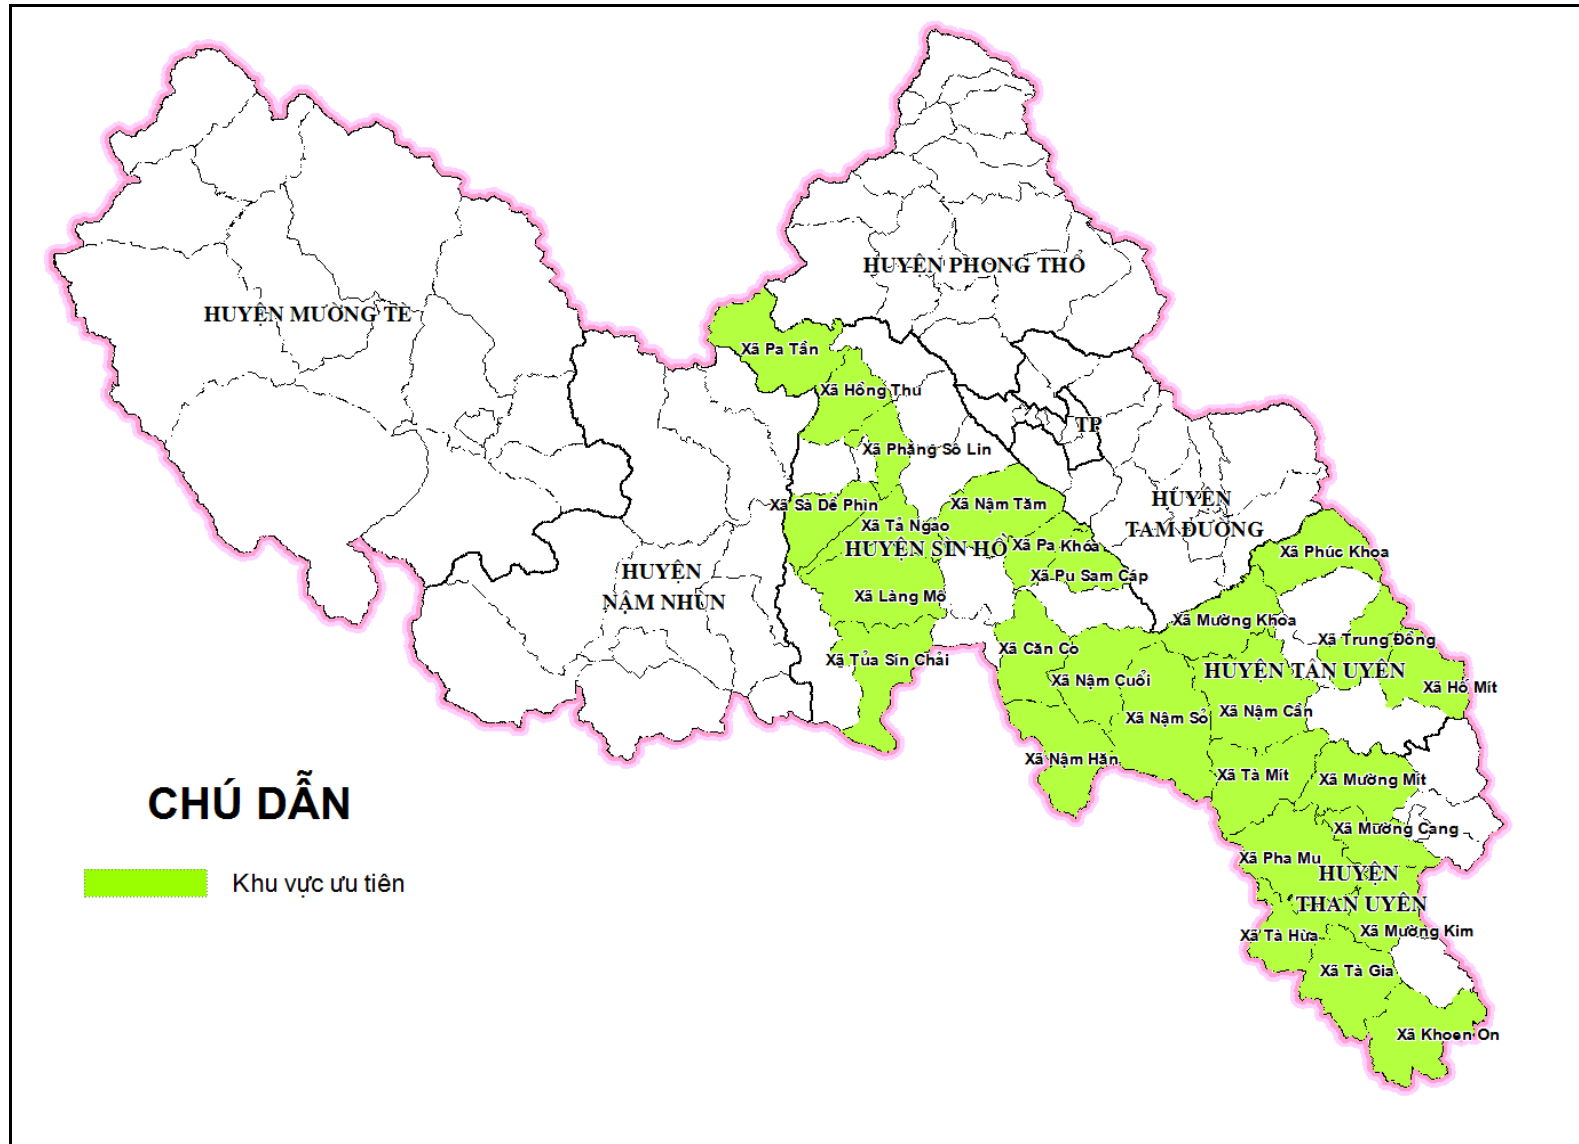 HUYỆN PHONG THỔ
HUYỆN MƯỜNG TÈ
Xã Pa Tần
Xã Hồng Thu
TP
Xã Phăng Sô Lin
HUYỆN
TAM ĐƯỜNG
Xã Sà Dề Phìn
Xã Nậm Tăm
Xã Tả Ngảo
HUYỆN SÌN HỒ
Xã Pa Khóa
Xã Phúc Khoa
Xã Pu Sam Cáp
HUYỆN
NẬM NHÙN
Xã Làng Mô
Xã Mường Khoa
Xã Trung Đồng
Xã Căn Co
Xã Tủa Sín Chải
HUYỆN TÂN UYÊN
Xã Nậm Cuổi
Xã Hố Mít
Xã Nậm Sỏ
Xã Nậm Cần
Xã Nậm Hăn
Xã Tà Mít
Xã Mường Mít
CHÚ DẪN
Xã Mường Cang
Xã Pha Mu
HUYỆN
THAN UYÊN
Khu vực ưu tiên
Xã Tà Hừa
Xã Mường Kim
Xã Tà Gia
Xã Khoen On